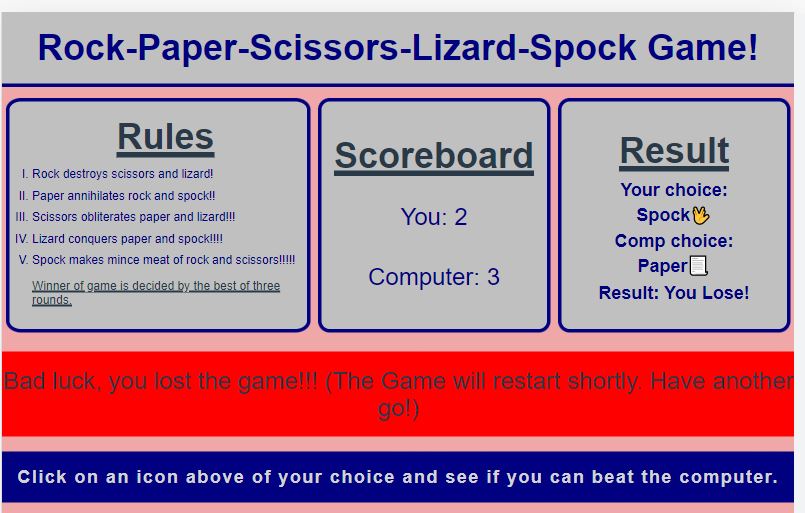 Rock-Paper-Scissors-Lizard-Spock Game!
Rules
I. Rock destroys scissors and lizard!
II. Paper annihilates rock and spock!!
III. Scissors obliterates paper and lizard!!!
IV. Lizard conquers paper and spock!!!!
V. Spock makes mince meat of rock and scissors!!!!!
Winner of game is decided by the best of three
rounds.
Scoreboard
You: 2
Computer: 3
Result
Your choice:
Spock🖖
Comp choice:
Paper📃
Result: You Lose!
Bad luck, you lost the game!!! (The Game will restart shortly. Have another
go!)
Click on an icon above of your choice and see if you can beat the computer.